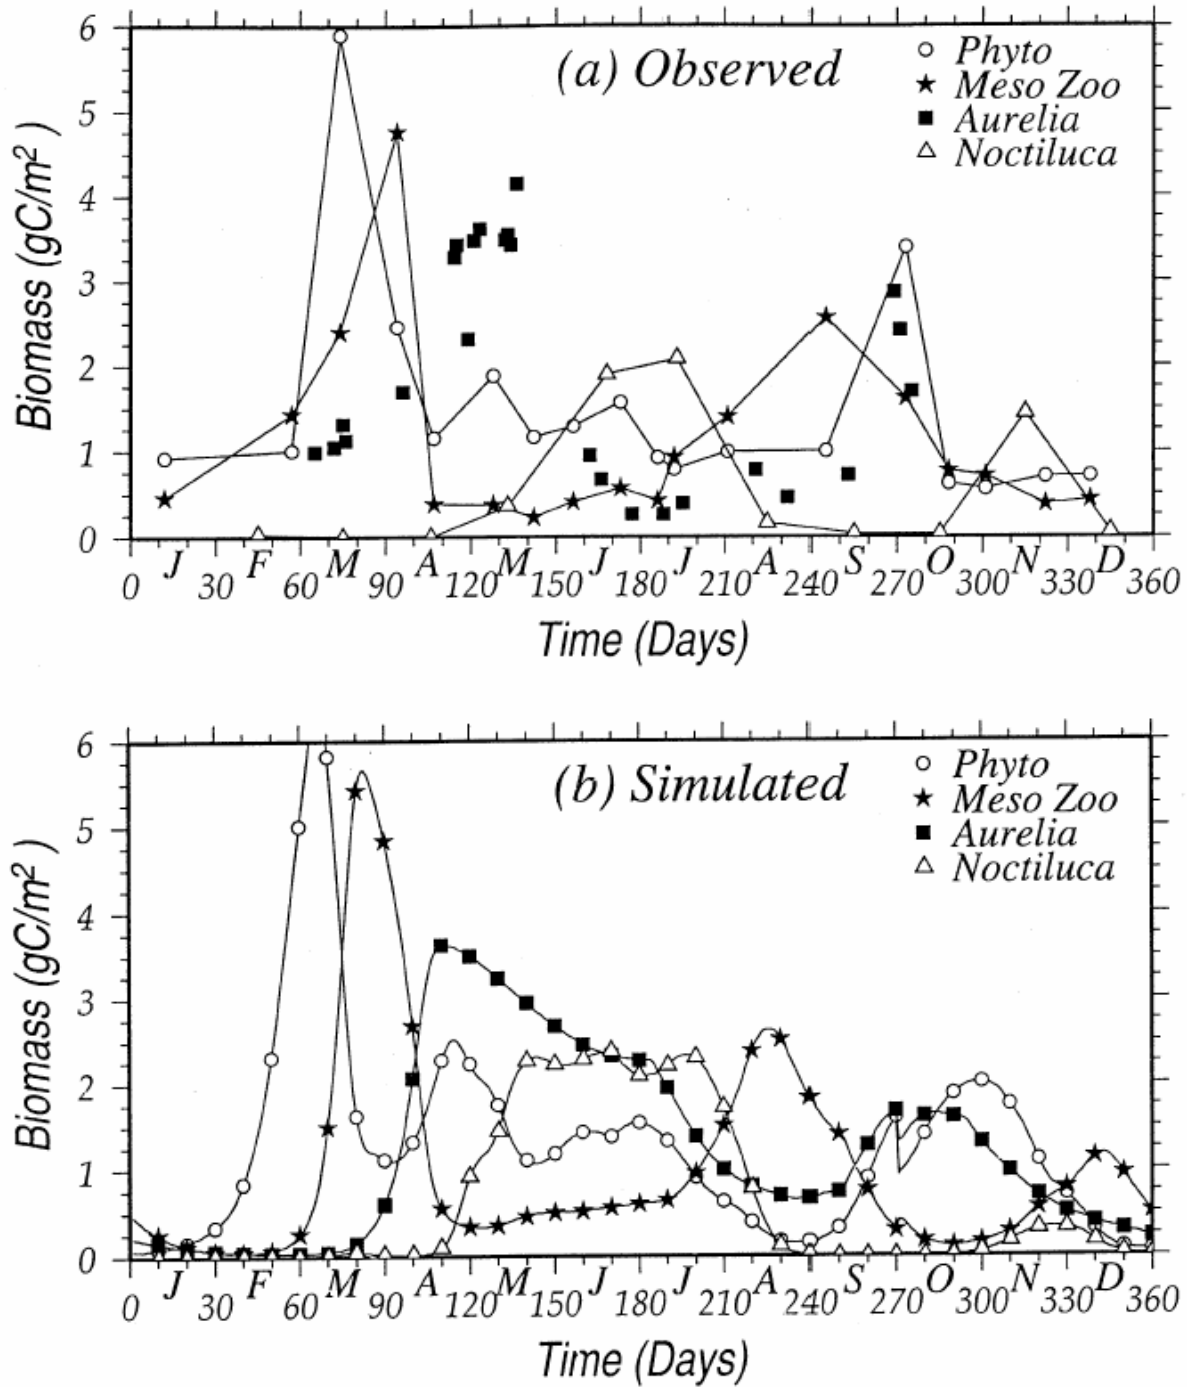 (a) Observed
Phyto
Meso Zoo
Aurelia
Noctiluca
Biomass (gC/m²)
6
5
4
3
2
1
0
J F M A M J J A S O N D
0 30 60 90 120 150 180 210 240 270 300 330 360
Time (Days)
(b) Simulated
Phyto
Meso Zoo
Aurelia
Noctiluca
Biomass (gC/m²)
6
5
4
3
2
1
0
J F M A M J J A S O N D
0 30 60 90 120 150 180 210 240 270 300 330 360
Time (Days)